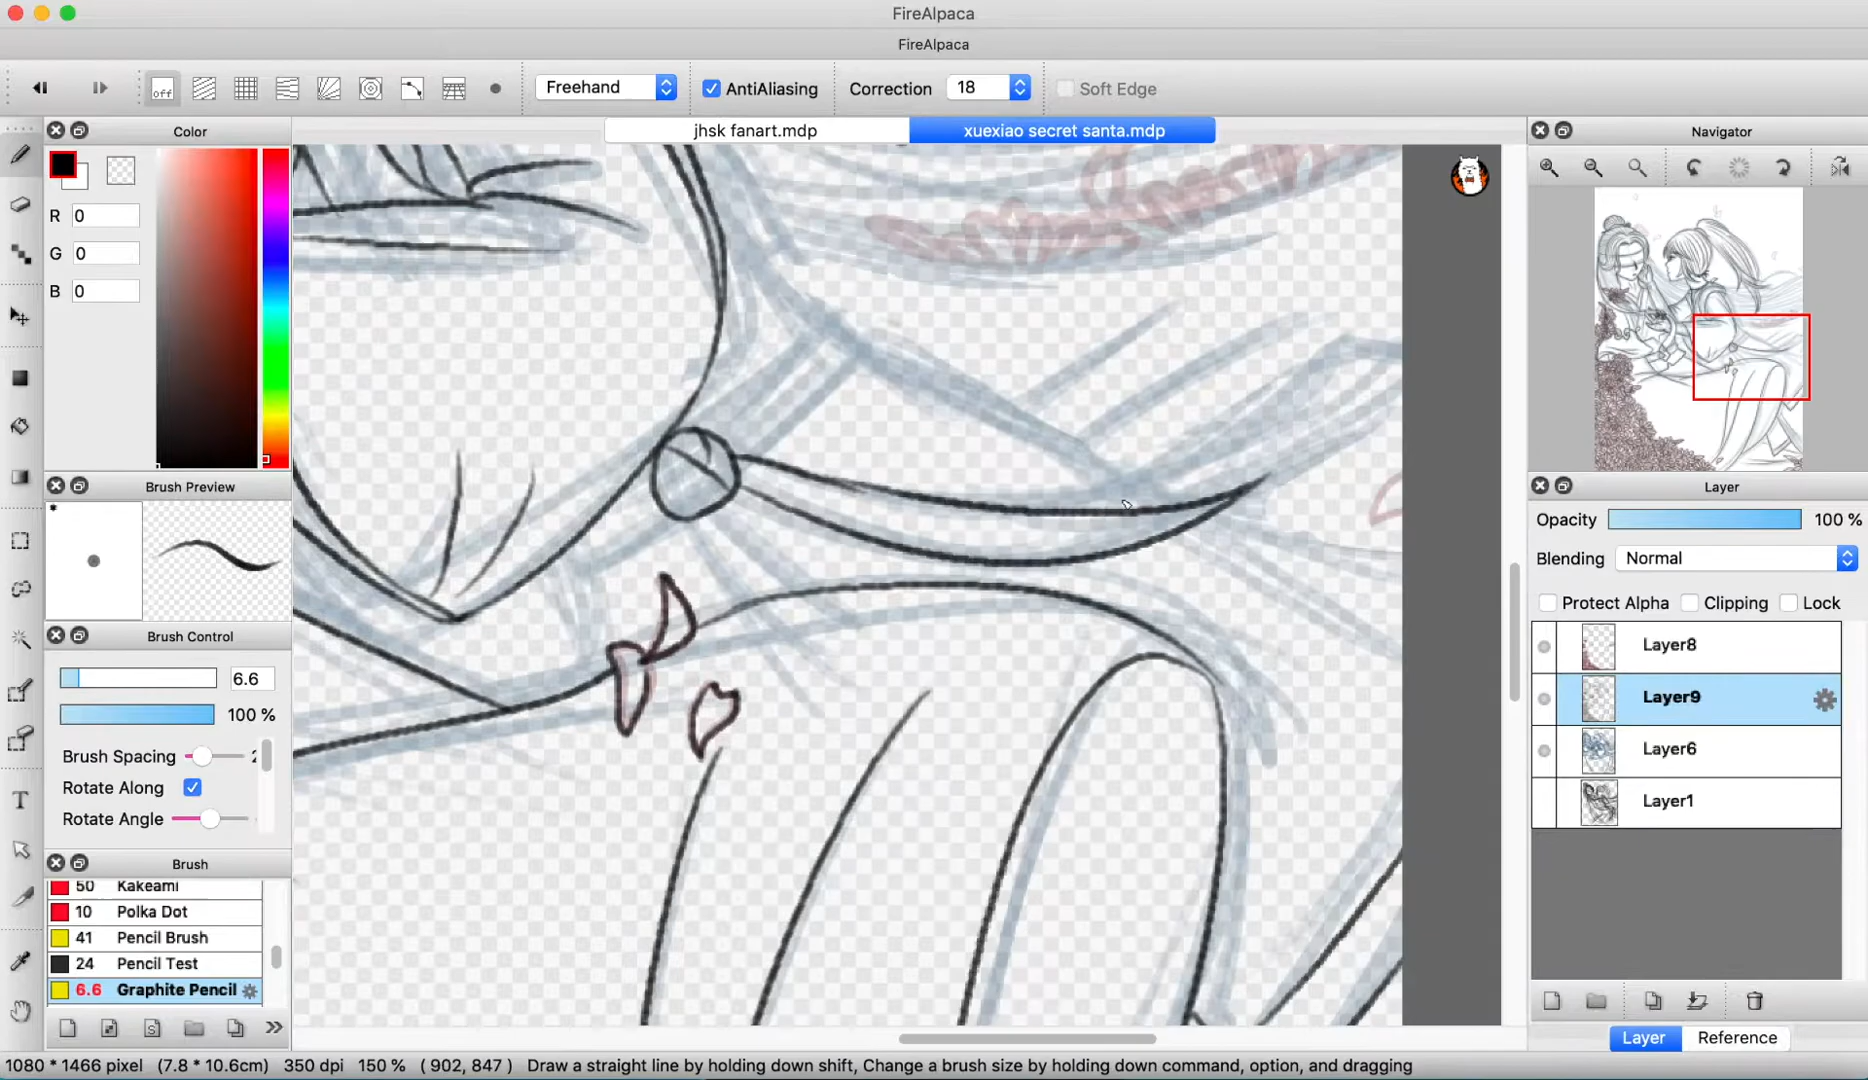 FireAlpaca
FireAlpaca
off
Freehand
AntiAliasing
Correction
18
Soft Edge
Color
jhsk fanart.mdp
xuexiao secret santa.mdp
Navigator
R
0
G
0
B
0
Brush Preview
Layer
Opacity
100 %
Blending
Normal
Protect Alpha
Clipping
Lock
Brush Control
6.6
100 %
Brush Spacing
Rotate Along
Rotate Angle
Layer8
Layer9
Layer6
Layer1
Brush
50 Kakeami
10 Polka Dot
41 Pencil Brush
24 Pencil Test
6.6 Graphite Pencil
S
T
Layer
Reference
1080 * 1466 pixel (7.8 * 10.6cm) 350 dpi 150 % ( 902, 847 ) Draw a straight line by holding down shift, Change a brush size by holding down command, option, and dragging